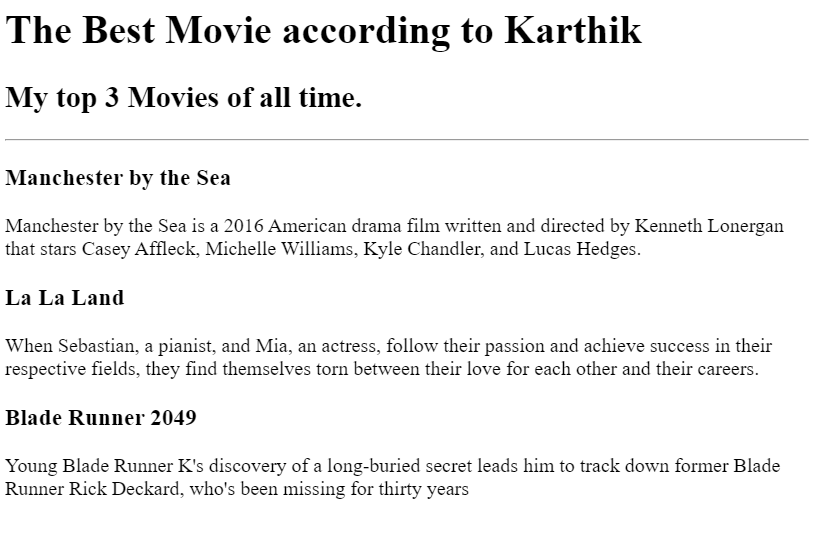 The Best Movie according to Karthik
My top 3 Movies of all time.
Manchester by the Sea
Manchester by the Sea is a 2016 American drama film written and directed by Kenneth Lonergan
that stars Casey Affleck, Michelle Williams, Kyle Chandler, and Lucas Hedges.
La La Land
When Sebastian, a pianist, and Mia, an actress, follow their passion and achieve success in their
respective fields, they find themselves torn between their love for each other and their careers.
Blade Runner 2049
Young Blade Runner K's discovery of a long-buried secret leads him to track down former Blade
Runner Rick Deckard, who's been missing for thirty years